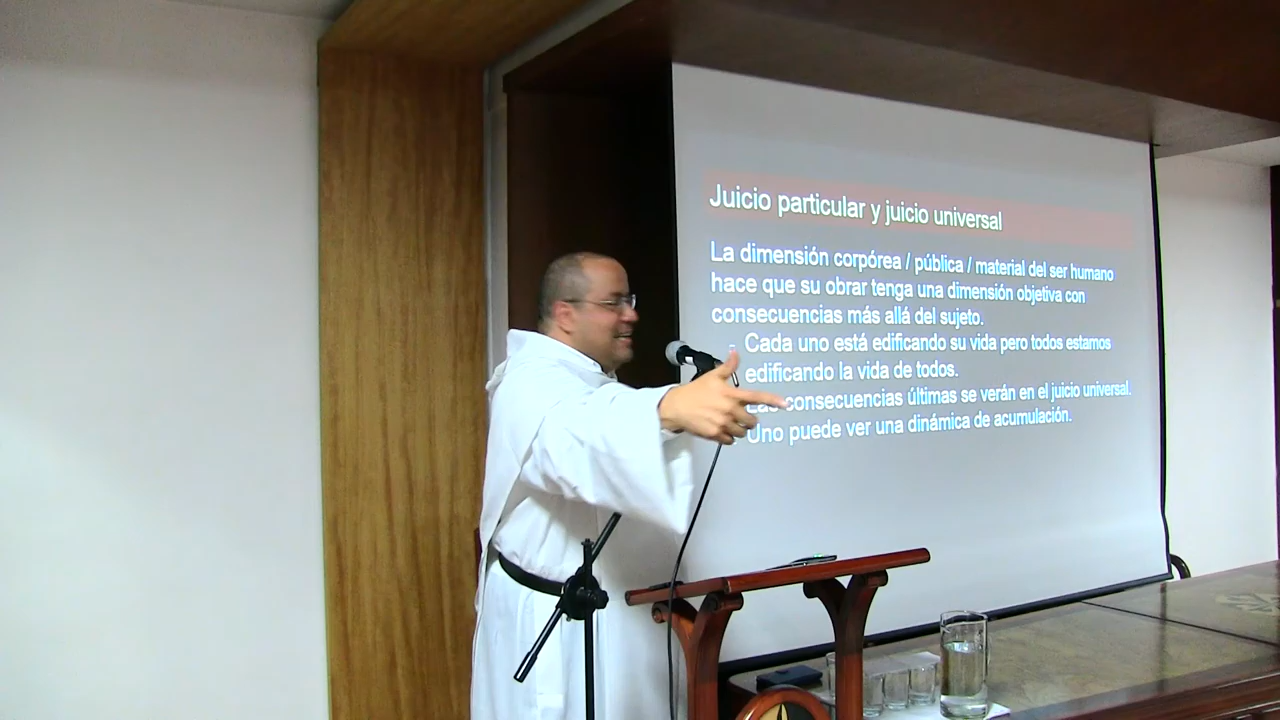 Juicio particular y juicio universal
La dimensión corpórea / pública / material del ser humano
hace que su obrar tenga una dimensión objetiva con
consecuencias más allá del sujeto.
- Cada uno está edificando su vida pero todos estamos
edificando la vida de todos.
Las consecuencias últimas se verán en el juicio universal.
Uno puede ver una dinámica de acumulación.